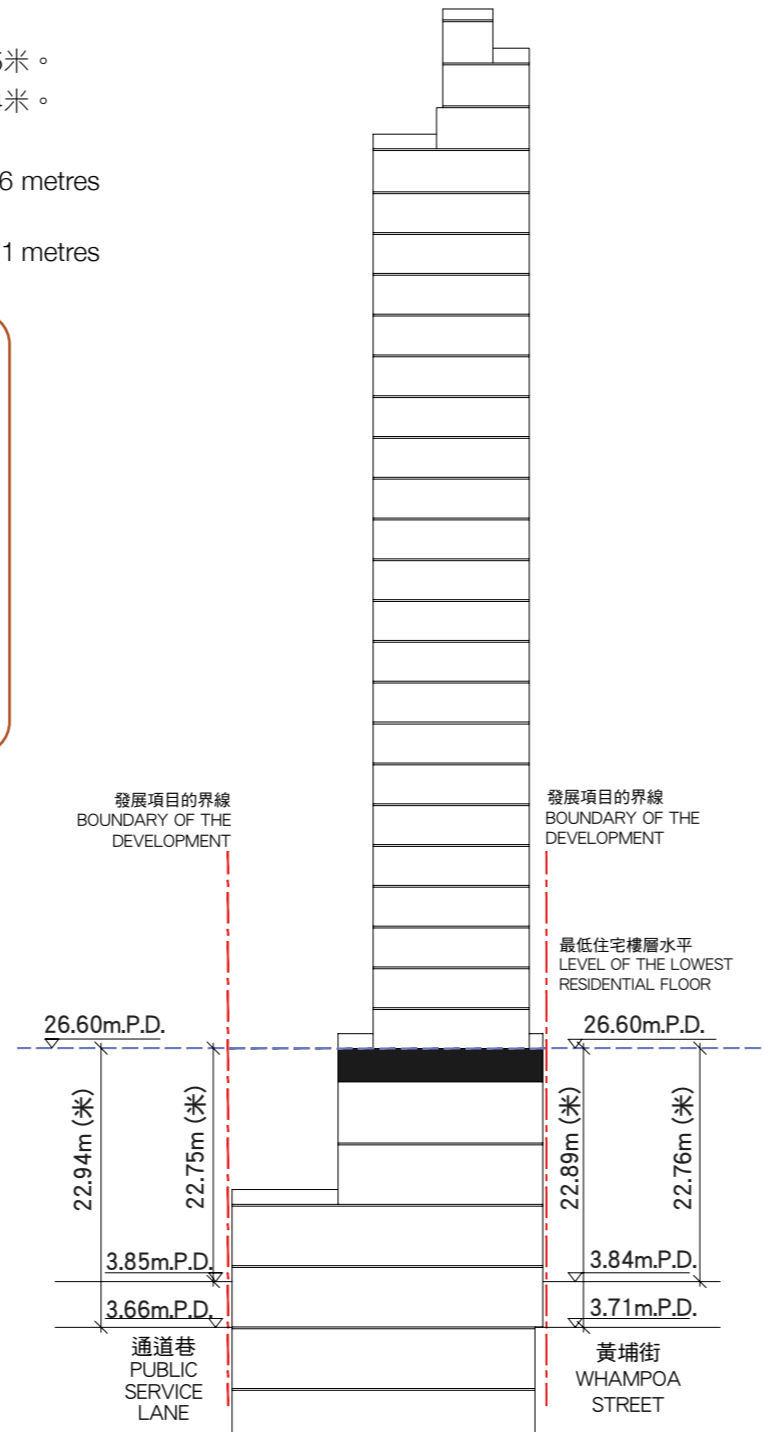 5米。
4米。
6 metres
1 metres
發展項目的界線
BOUNDARY OF THE
DEVELOPMENT
發展項目的界線
BOUNDARY OF THE
DEVELOPMENT
最低住宅樓層水平
LEVEL OF THE LOWEST
RESIDENTIAL FLOOR
26.60m.P.D.
26.60m.P.D.
22.94m (米)
22.75m (米)
22.89m (米)
22.76m (米)
3.85m.P.D.
3.84m.P.D.
3.66m.P.D.
3.71m.P.D.
通道巷
PUBLIC
SERVICE
LANE
黃埔街
WHAMPOA
STREET